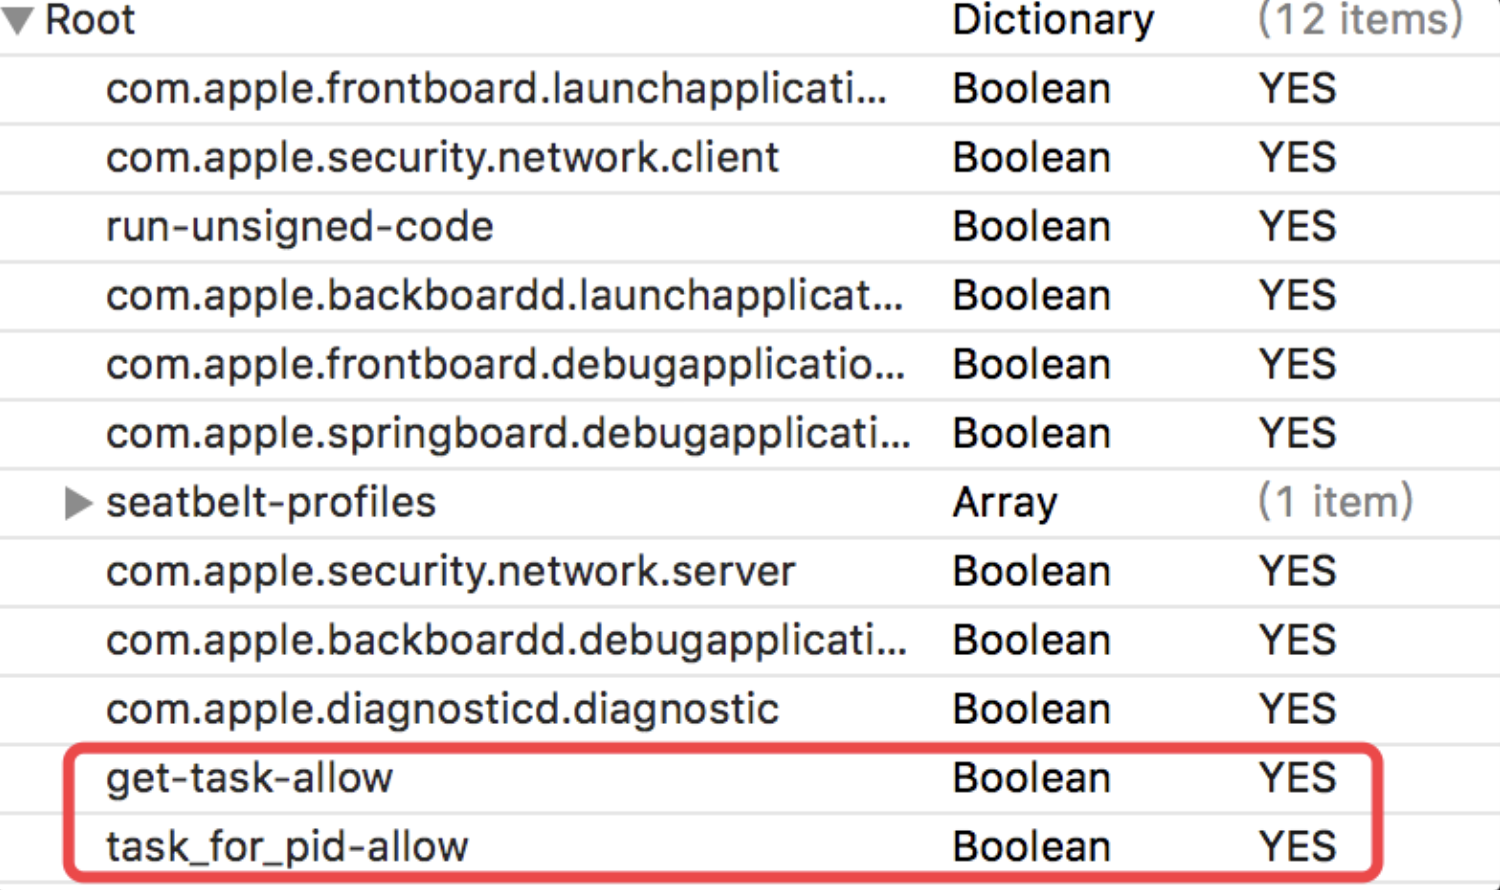 Root Dictionary (12 items)
com.apple.frontboard.launchapplicati... Boolean YES
com.apple.security.network.client Boolean YES
run-unsigned-code Boolean YES
com.apple.backboardd.launchapplicat... Boolean YES
com.apple.frontboard.debugapplicatio... Boolean YES
com.apple.springboard.debugapplicati... Boolean YES
seatbelt-profiles Array (1 item)
com.apple.security.network.server Boolean YES
com.apple.backboardd.debugapplicati... Boolean YES
com.apple.diagnosticd.diagnostic Boolean YES
get-task-allow Boolean YES
task_for_pid-allow Boolean YES